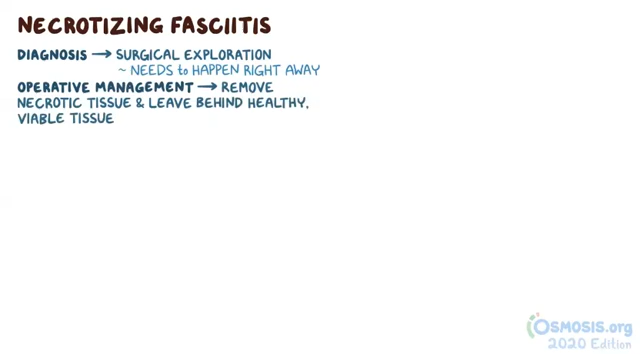 NECROTIZING FASCIITIS
DIAGNOSIS → SURGICAL EXPLORATION
~ NEEDS to HAPPEN RIGHT AWAY
OPERATIVE MANAGEMENT → REMOVE
NECROTIC TISSUE & LEAVE BEHIND HEALTHY,
VIABLE TISSUE
OSMOSIS.org
2020 Edition